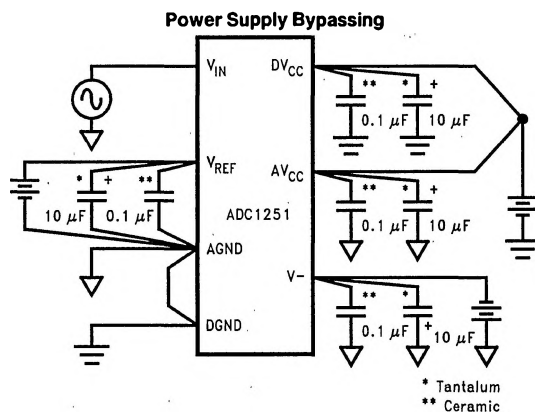 Power Supply Bypassing
V_IN
DV_CC
** * +
0.1 μF 10 μF
V_REF
* + **
10 μF 0.1 μF
AV_CC
** * +
0.1 μF 10 μF
ADC1251
AGND
V-
** *
0.1 μF + 10 μF
DGND
* Tantalum
** Ceramic